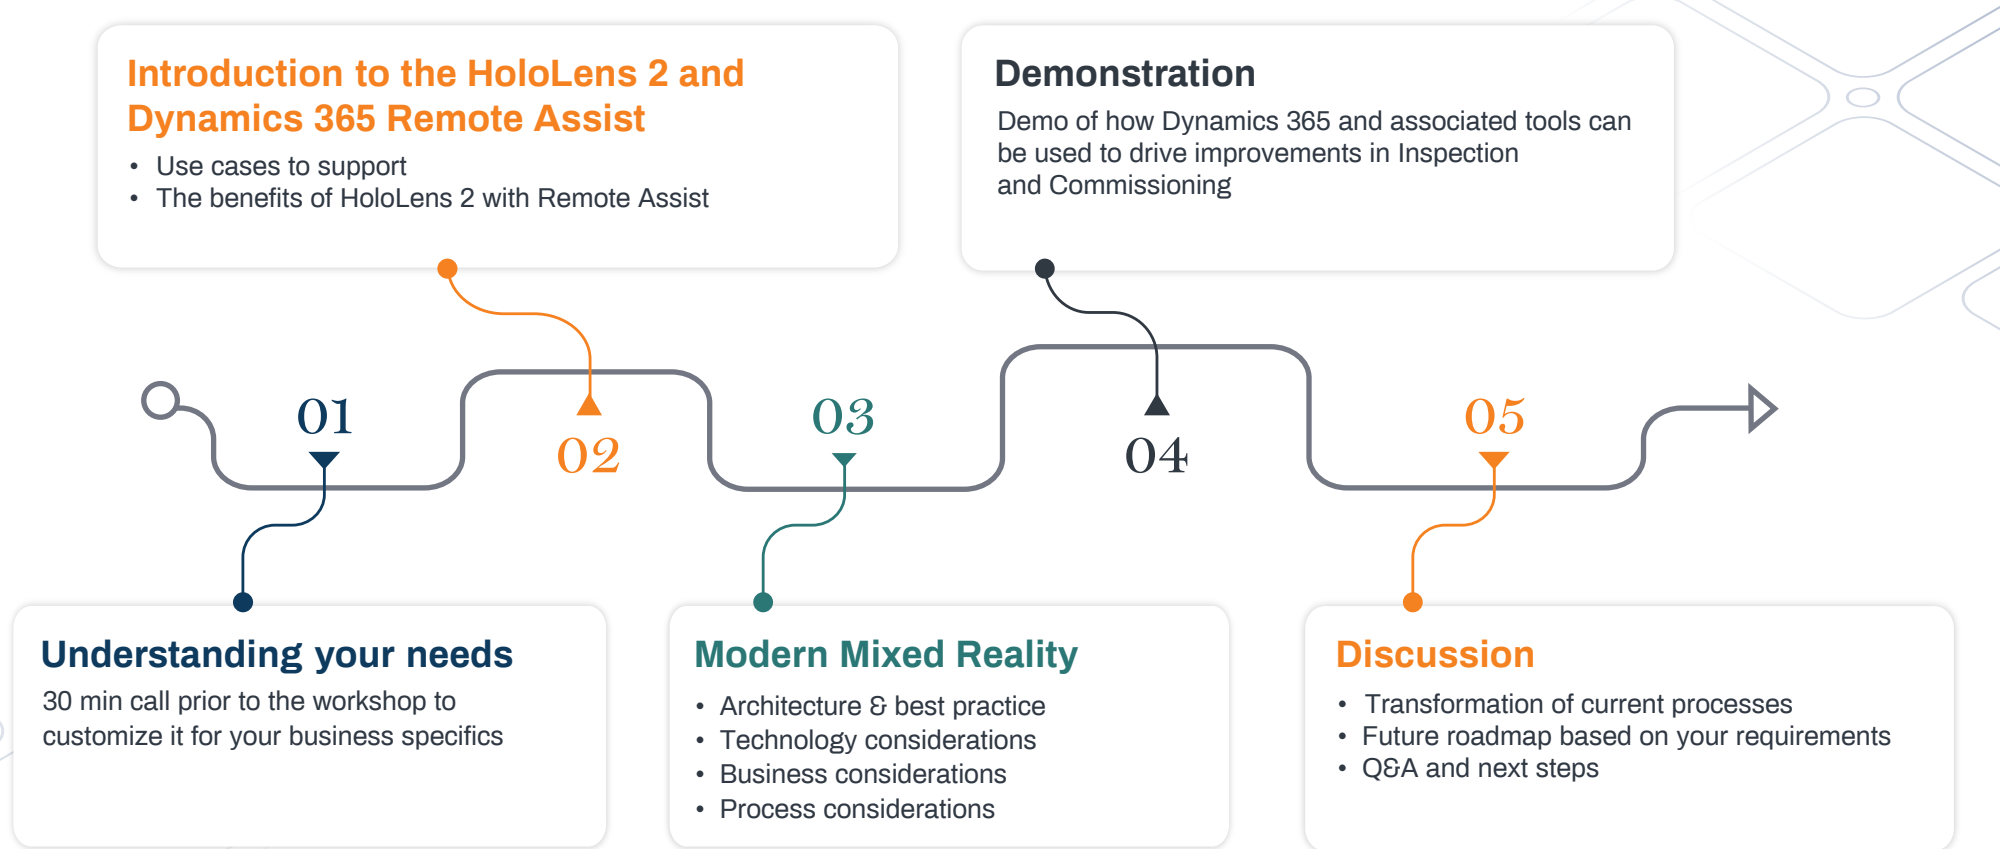 Introduction to the HoloLens 2 and
Dynamics 365 Remote Assist
• Use cases to support
• The benefits of HoloLens 2 with Remote Assist
Demonstration
Demo of how Dynamics 365 and associated tools can
be used to drive improvements in Inspection
and Commissioning
01
02
03
04
05
Understanding your needs
30 min call prior to the workshop to
customize it for your business specifics
Modern Mixed Reality
• Architecture & best practice
• Technology considerations
• Business considerations
• Process considerations
Discussion
• Transformation of current processes
• Future roadmap based on your requirements
• Q&A and next steps